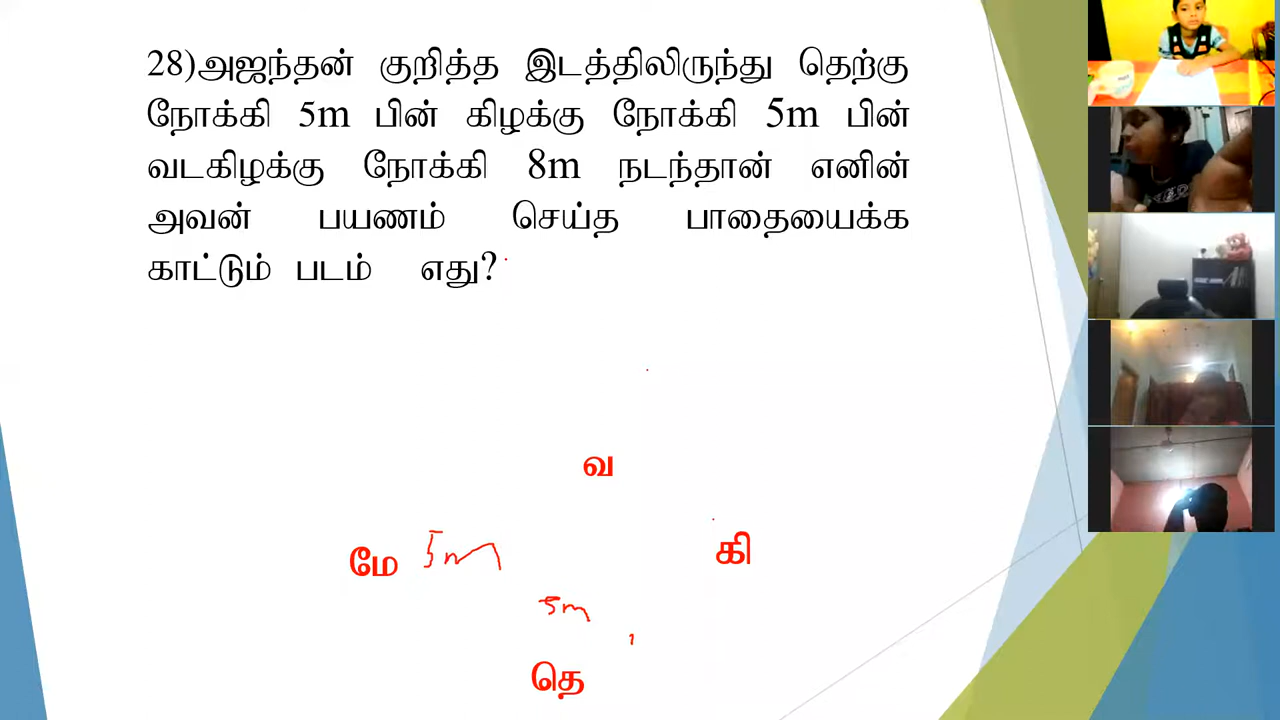 28)அஜந்தன் குறித்த இடத்திலிருந்து தெற்கு
நோக்கி 5m பின் கிழக்கு நோக்கி 5m பின்
வடகிழக்கு நோக்கி 8m நடந்தான் எனின்
அவன் பயணம் செய்த பாதையைக்க
காட்டும் படம் எது?
வ
மே 5m கி
5m
தெ